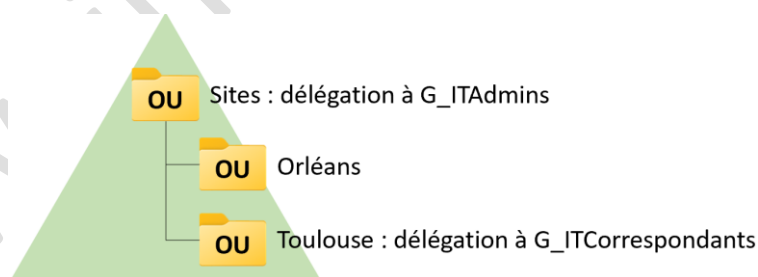 OU Sites : délégation à G_ITAdmins
OU Orléans
OU Toulouse : délégation à G_ITCorrespondants